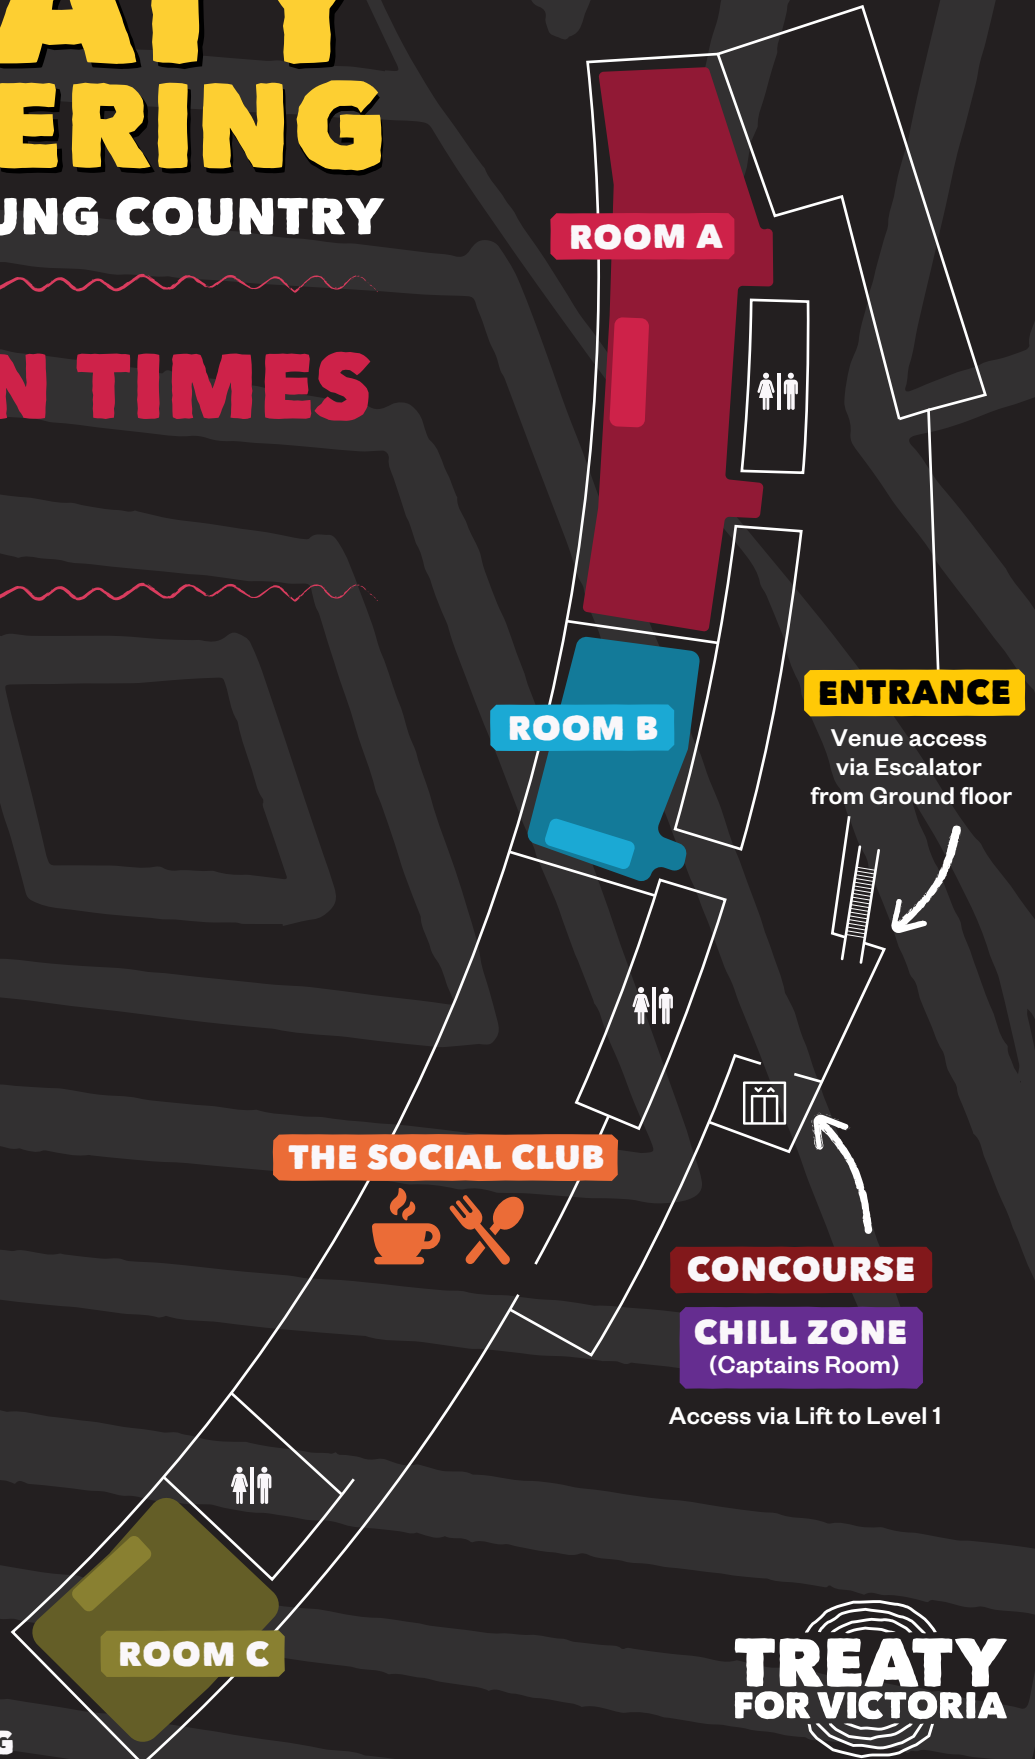 ATY
ERING
UNG COUNTRY
N TIMES
ROOM A
ROOM B
ENTRANCE
Venue access
via Escalator
from Ground floor
THE SOCIAL CLUB
CONCOURSE
CHILL ZONE
(Captains Room)
Access via Lift to Level 1
ROOM C
TREATY
FOR VICTORIA
G